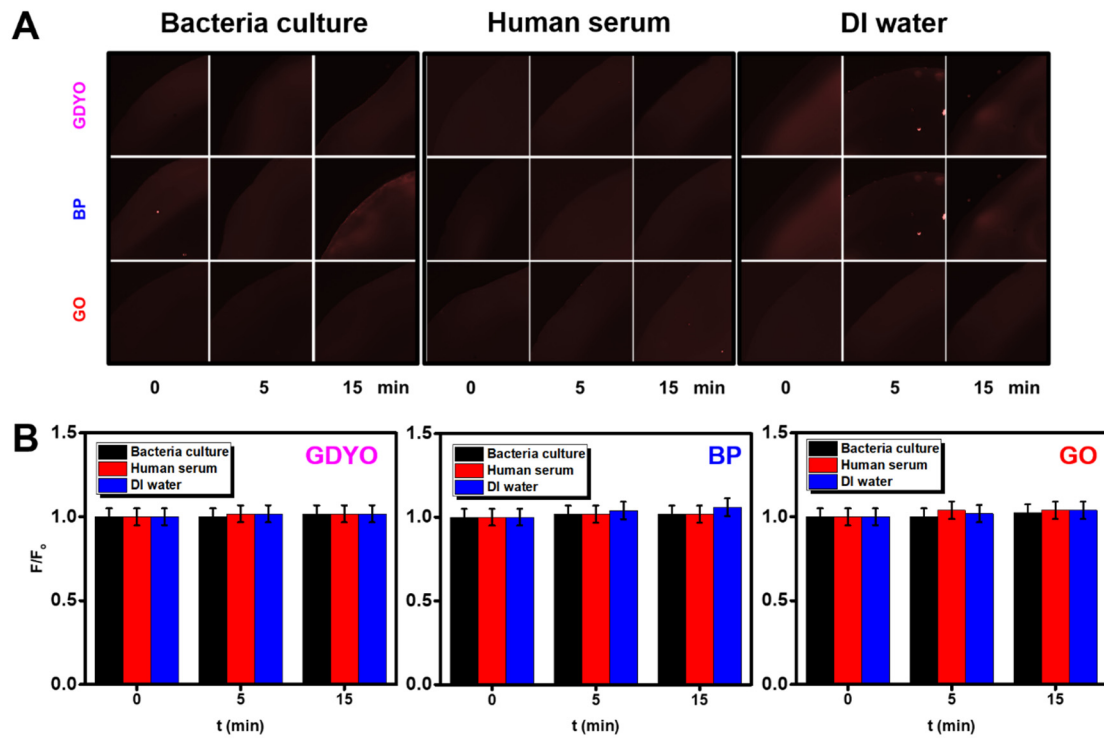 A
Bacteria culture Human serum DI water
GDYO
BP
GO
0 5 15 min 0 5 15 min 0 5 15 min
B
1.5
1.0
0.5
0.0
F/Fo
Bacteria culture
Human serum
DI water
GDYO
0 5 15
t (min)
1.5
1.0
0.5
0.0
Bacteria culture
Human serum
DI water
BP
0 5 15
t (min)
1.5
1.0
0.5
0.0
Bacteria culture
Human serum
DI water
GO
0 5 15
t (min)